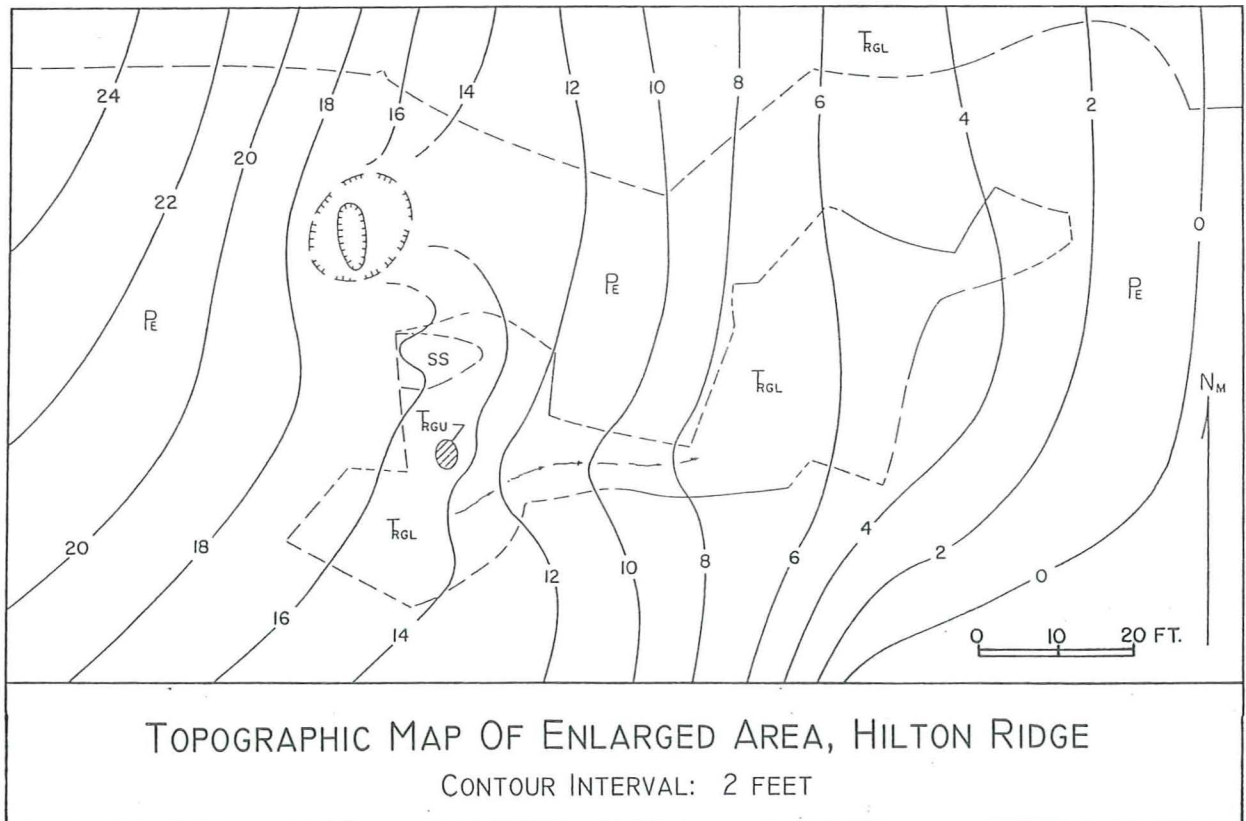 TRGL
24
18
16
14
12
10
8
6
4
2
20
22
0
PE
PE
PE
SS
TRGL
NM
TRGU
TRGL
20
18
12
10
8
6
4
2
0
16
14
0 10 20 FT.
TOPOGRAPHIC MAP OF ENLARGED AREA, HILTON RIDGE
CONTOUR INTERVAL: 2 FEET